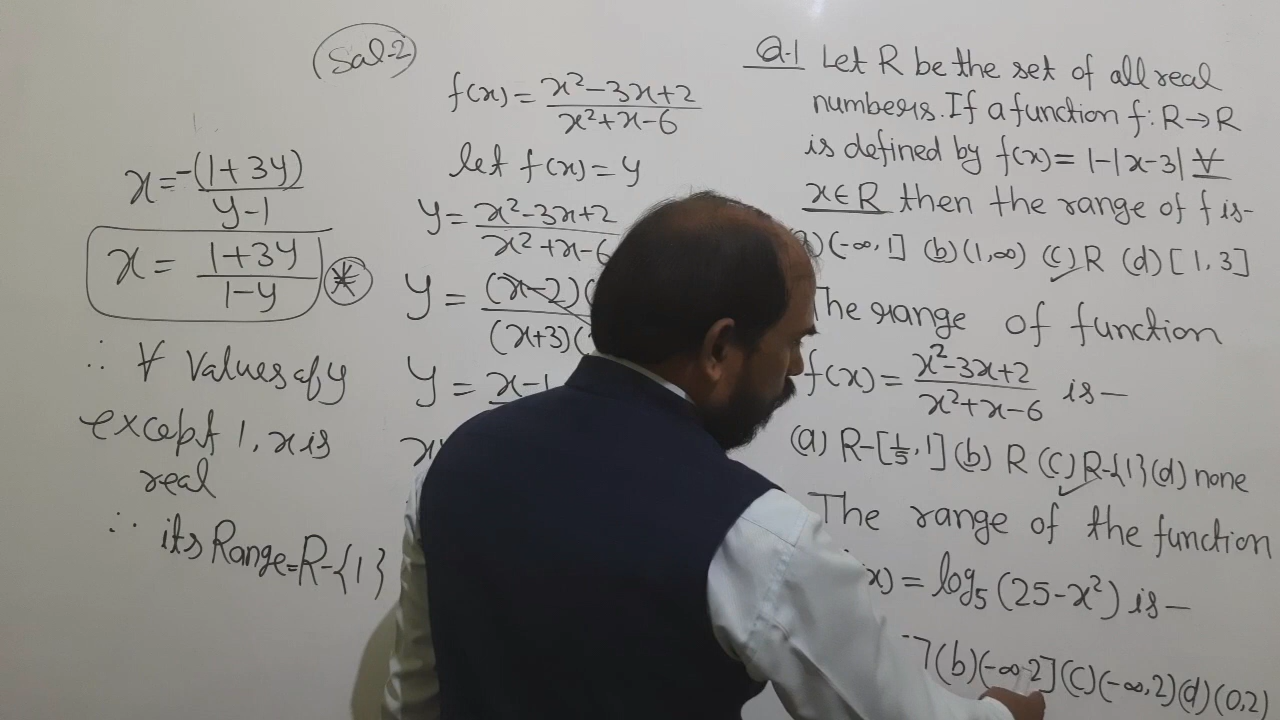 Sol-2
x = -(1+3y)/(y-1)
x = (1+3y)/(1-y) *
∴ ∀ Values of y
except 1, x is
real
∴ its Range = R-{1}
f(x) = (x²-3x+2)/(x²+x-6)
let f(x) = y
y = (x²-3x+2)/(x²+x-6
y = (x-2)(/(x+3)(
y = x-1
Q.1 Let R be the set of all real
numbers. If a function f: R→R
is defined by f(x) = 1-|x-3| ∀
x∈R then the range of f is-
) (-∞,1] (b) (1,∞) (c) R (d) [1,3]
The range of function
f(x) = (x²-3x+2)/(x²+x-6) is-
(a) R-[1/5,1] (b) R (c) R-{1} (d) none
The range of the function
x) = log₅(25-x²) is-
] (b) (-∞,2] (c) (-∞,2) (d) (0,2)